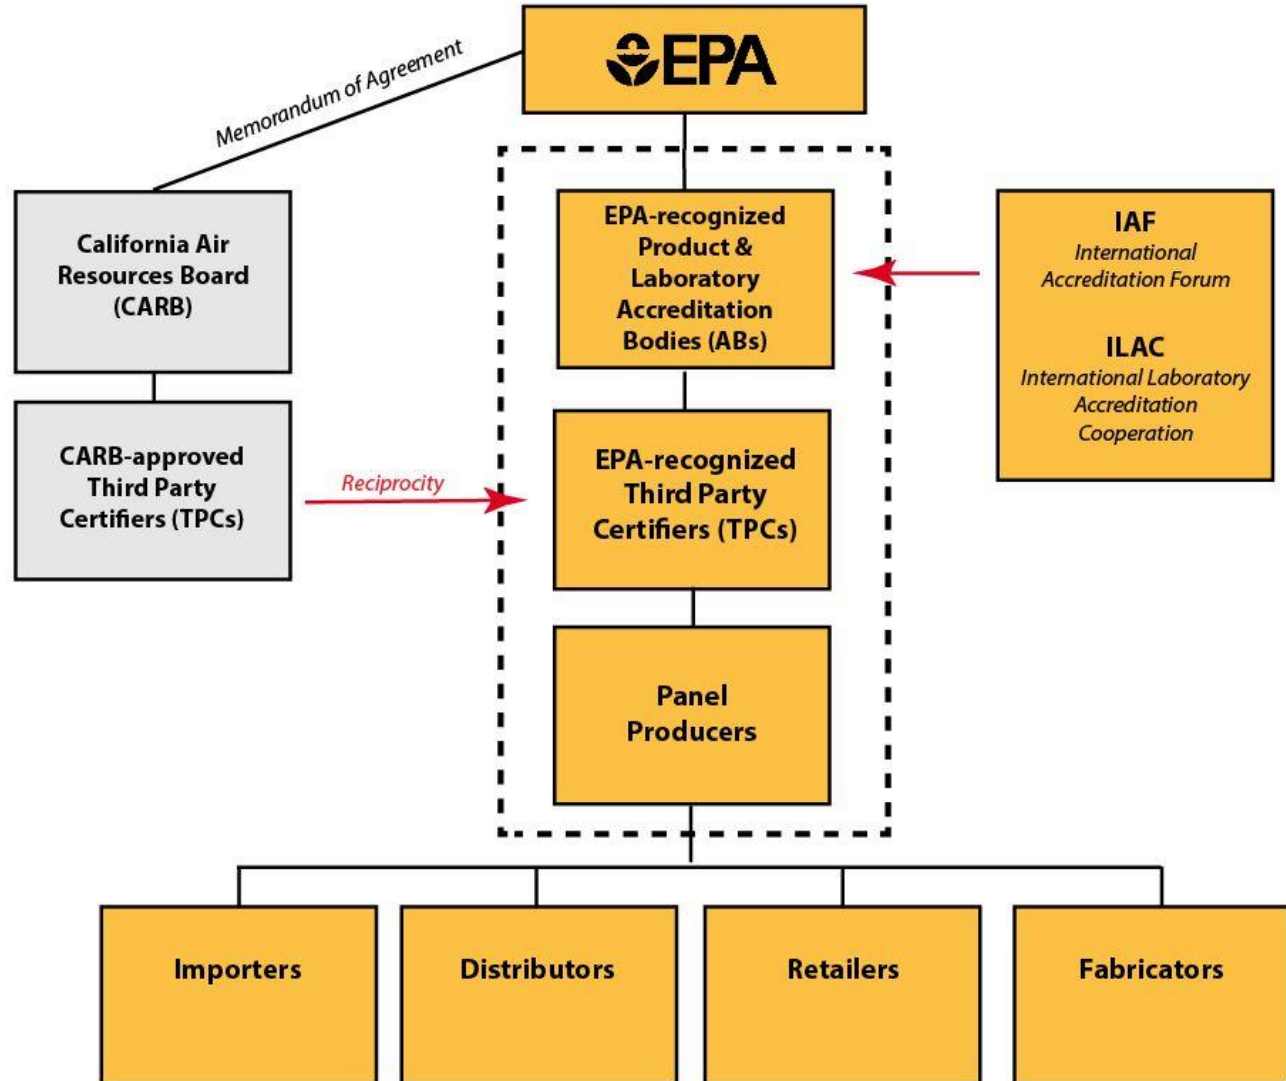 EPA
Memorandum of Agreement
California Air
Resources Board
(CARB)
EPA-recognized
Product &
Laboratory
Accreditation
Bodies (ABs)
IAF
International
Accreditation Forum
ILAC
International Laboratory
Accreditation
Cooperation
CARB-approved
Third Party
Certifiers (TPCs)
Reciprocity
EPA-recognized
Third Party
Certifiers (TPCs)
Panel
Producers
Importers
Distributors
Retailers
Fabricators